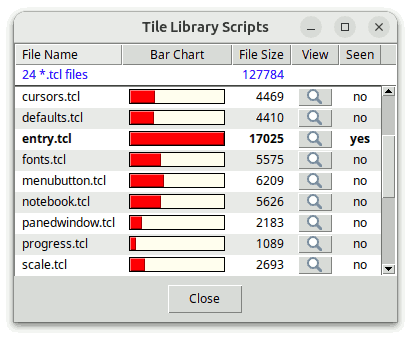 Tile Library Scripts
File Name Bar Chart File Size View Seen
24 *.tcl files 127784
cursors.tcl 4469 no
defaults.tcl 4410 no
entry.tcl 17025 yes
fonts.tcl 5575 no
menubutton.tcl 6209 no
notebook.tcl 5626 no
panedwindow.tcl 2183 no
progress.tcl 1089 no
scale.tcl 2693 no
Close